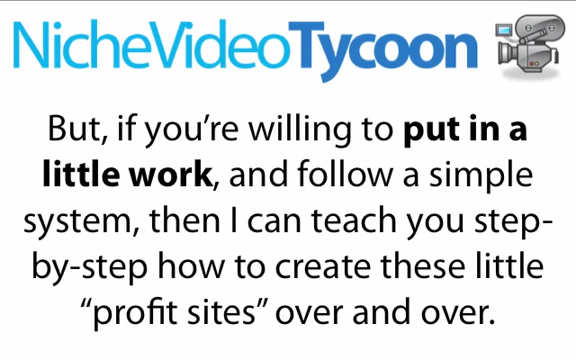 NicheVideoTycoon
But, if you’re willing to put in a
little work, and follow a simple
system, then I can teach you step-
by-step how to create these little
“profit sites” over and over.